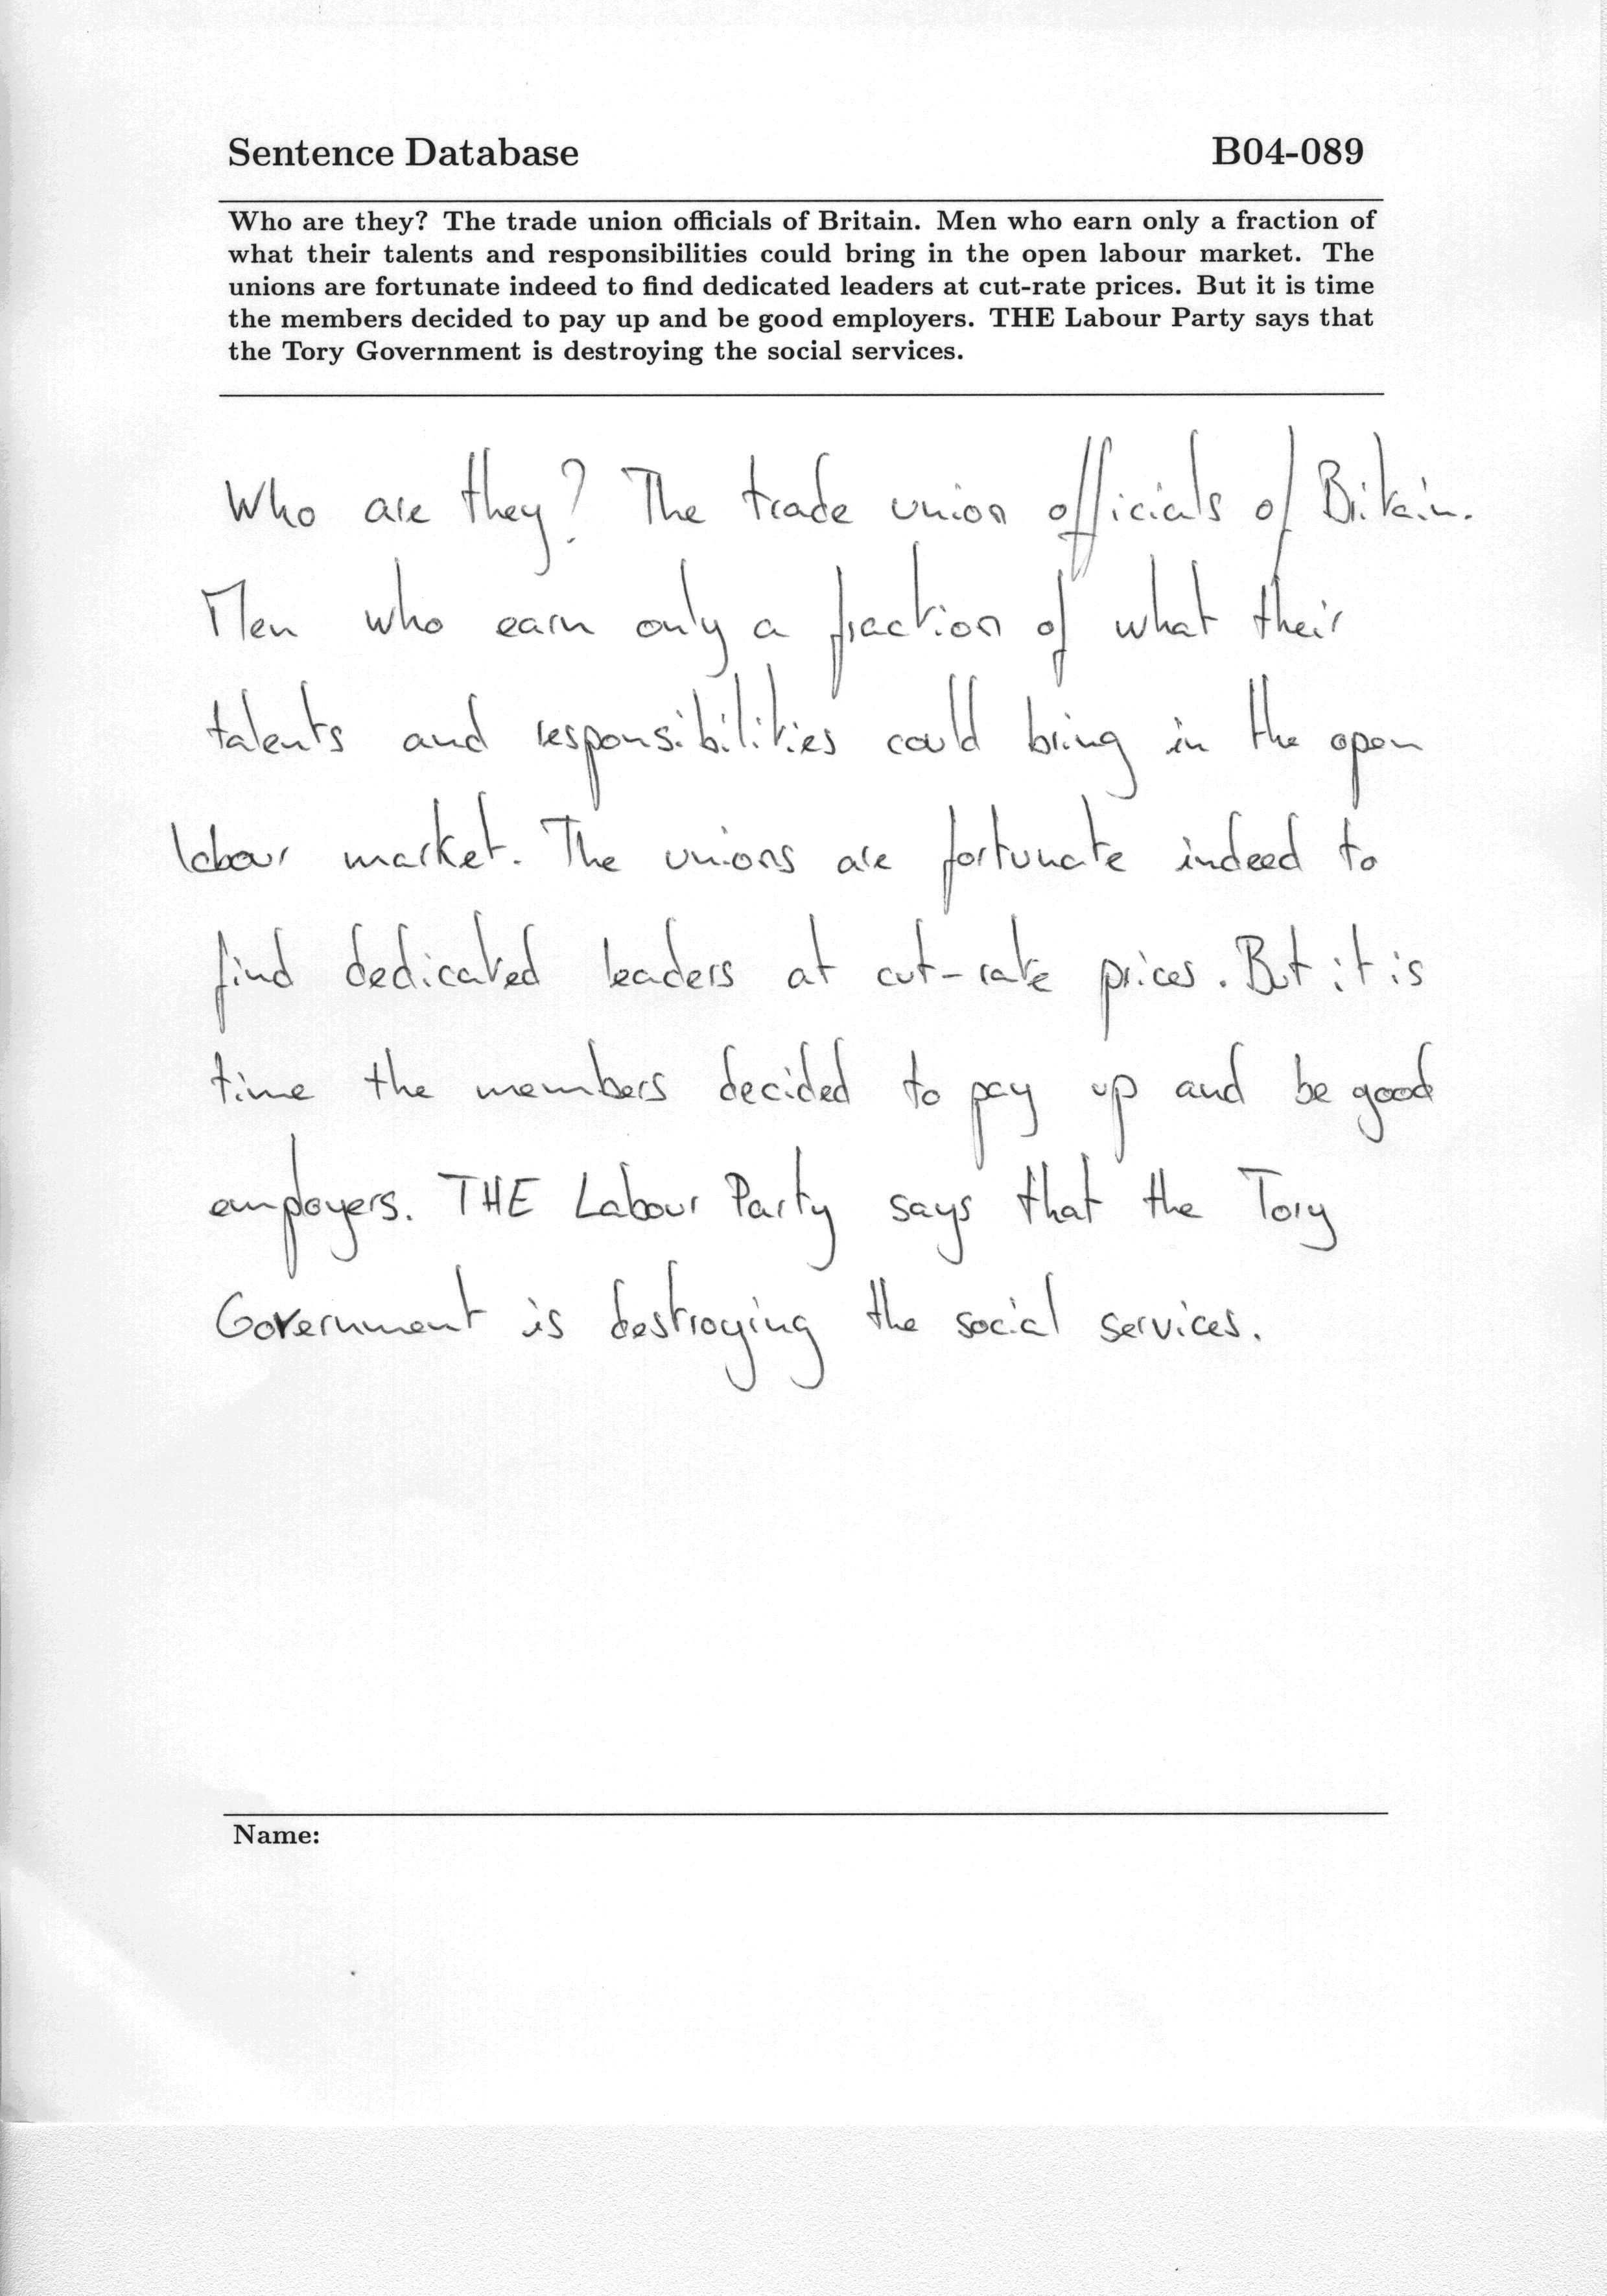 Sentence Database B04-089
Who are they? The trade union officials of Britain. Men who earn only a fraction of
what their talents and responsibilities could bring in the open labour market. The
unions are fortunate indeed to find dedicated leaders at cut-rate prices. But it is time
the members decided to pay up and be good employers. THE Labour Party says that
the Tory Government is destroying the social services.
Who are they? The trade union officials of Britain.
Men who earn only a fraction of what their
talents and responsibilities could bring in the open
labour market. The unions are fortunate indeed to
find dedicated leaders at cut-rate prices. But it is
time the members decided to pay up and be good
employers. THE Labour Party says that the Tory
Government is destroying the social services.
Name: